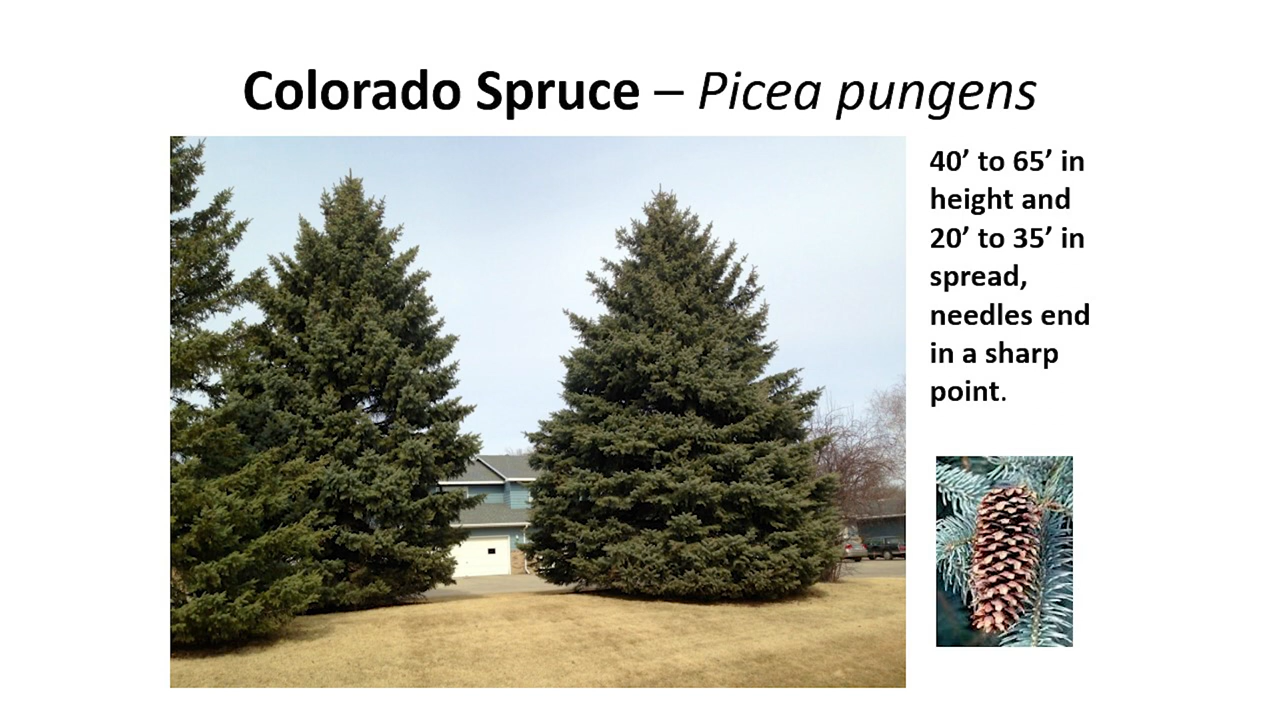 Colorado Spruce – Picea pungens
40’ to 65’ in
height and
20’ to 35’ in
spread,
needles end
in a sharp
point.